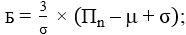 Б = 3/σ × (Пₙ − μ + σ);